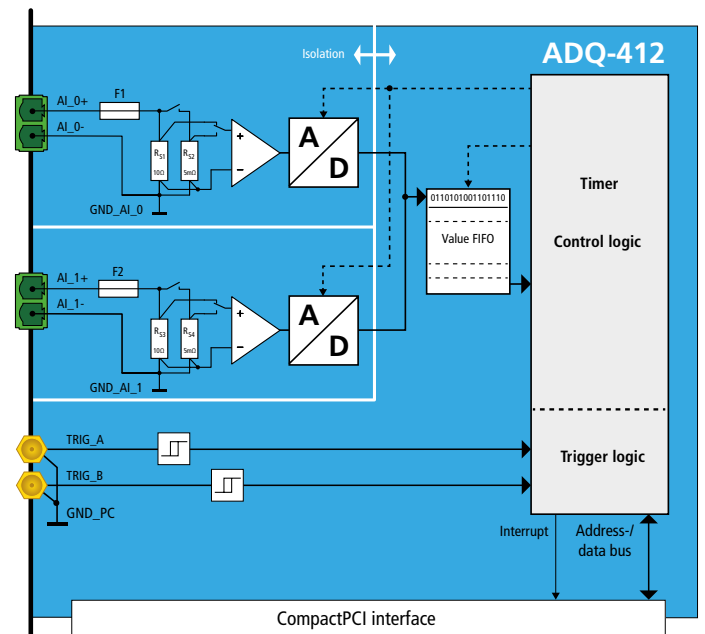 Isolation
ADQ-412
AI_0+
F1
AI_0-
RS1
10Ω
RS2
5mΩ
+
−
A
D
GND_AI_0
0110101001101110
Value FIFO
Timer
Control logic
AI_1+
F2
AI_1-
RS3
10Ω
RS4
5mΩ
+
−
A
D
GND_AI_1
TRIG_A
TRIG_B
GND_PC
Trigger logic
Interrupt
Address-/
data bus
CompactPCI interface